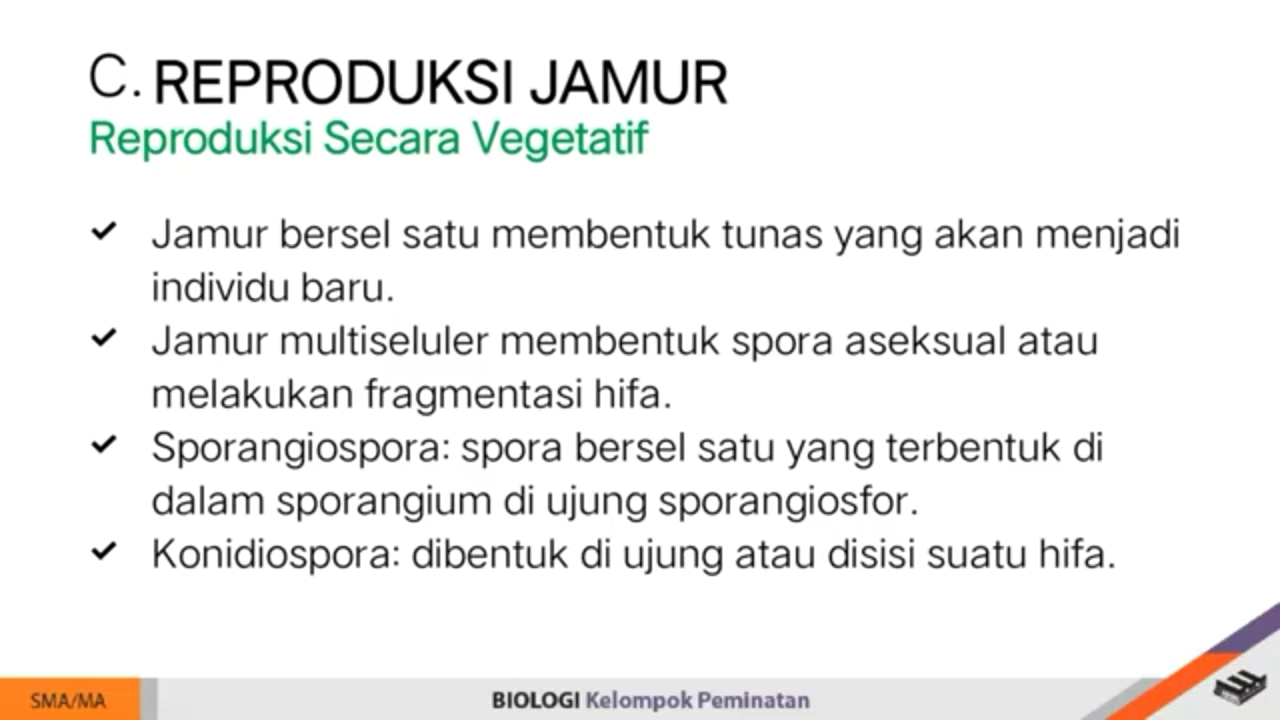 C. REPRODUKSI JAMUR
Reproduksi Secara Vegetatif
✔ Jamur bersel satu membentuk tunas yang akan menjadi
individu baru.
✔ Jamur multiseluler membentuk spora aseksual atau
melakukan fragmentasi hifa.
✔ Sporangiospora: spora bersel satu yang terbentuk di
dalam sporangium di ujung sporangiosfor.
✔ Konidiospora: dibentuk di ujung atau disisi suatu hifa.
SMA/MA
BIOLOGI Kelompok Peminatan